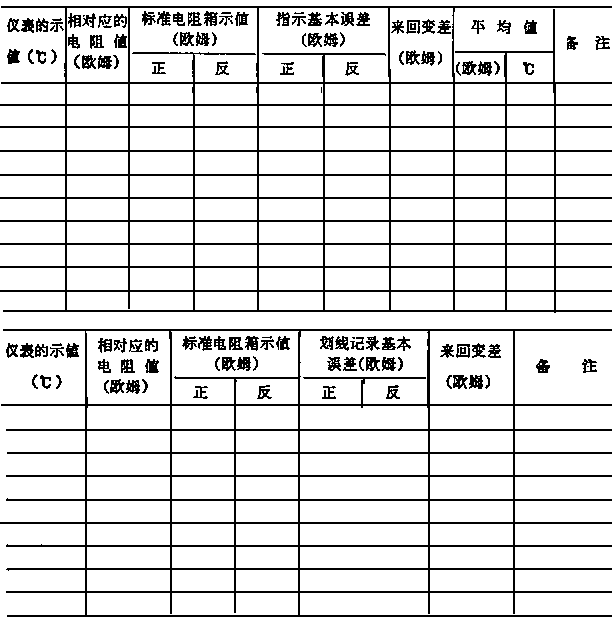 仪表的示值(℃) 相对应的电阻值(欧姆) 标准电阻箱示值(欧姆) 指示基本误差(欧姆) 来回变差(欧姆) 平均值 备注
正 反 正 反 (欧姆) ℃
仪表的示值(℃) 相对应的电阻值(欧姆) 标准电阻箱示值(欧姆) 划线记录基本误差(欧姆) 来回变差(欧姆) 备注
正 反 正 反